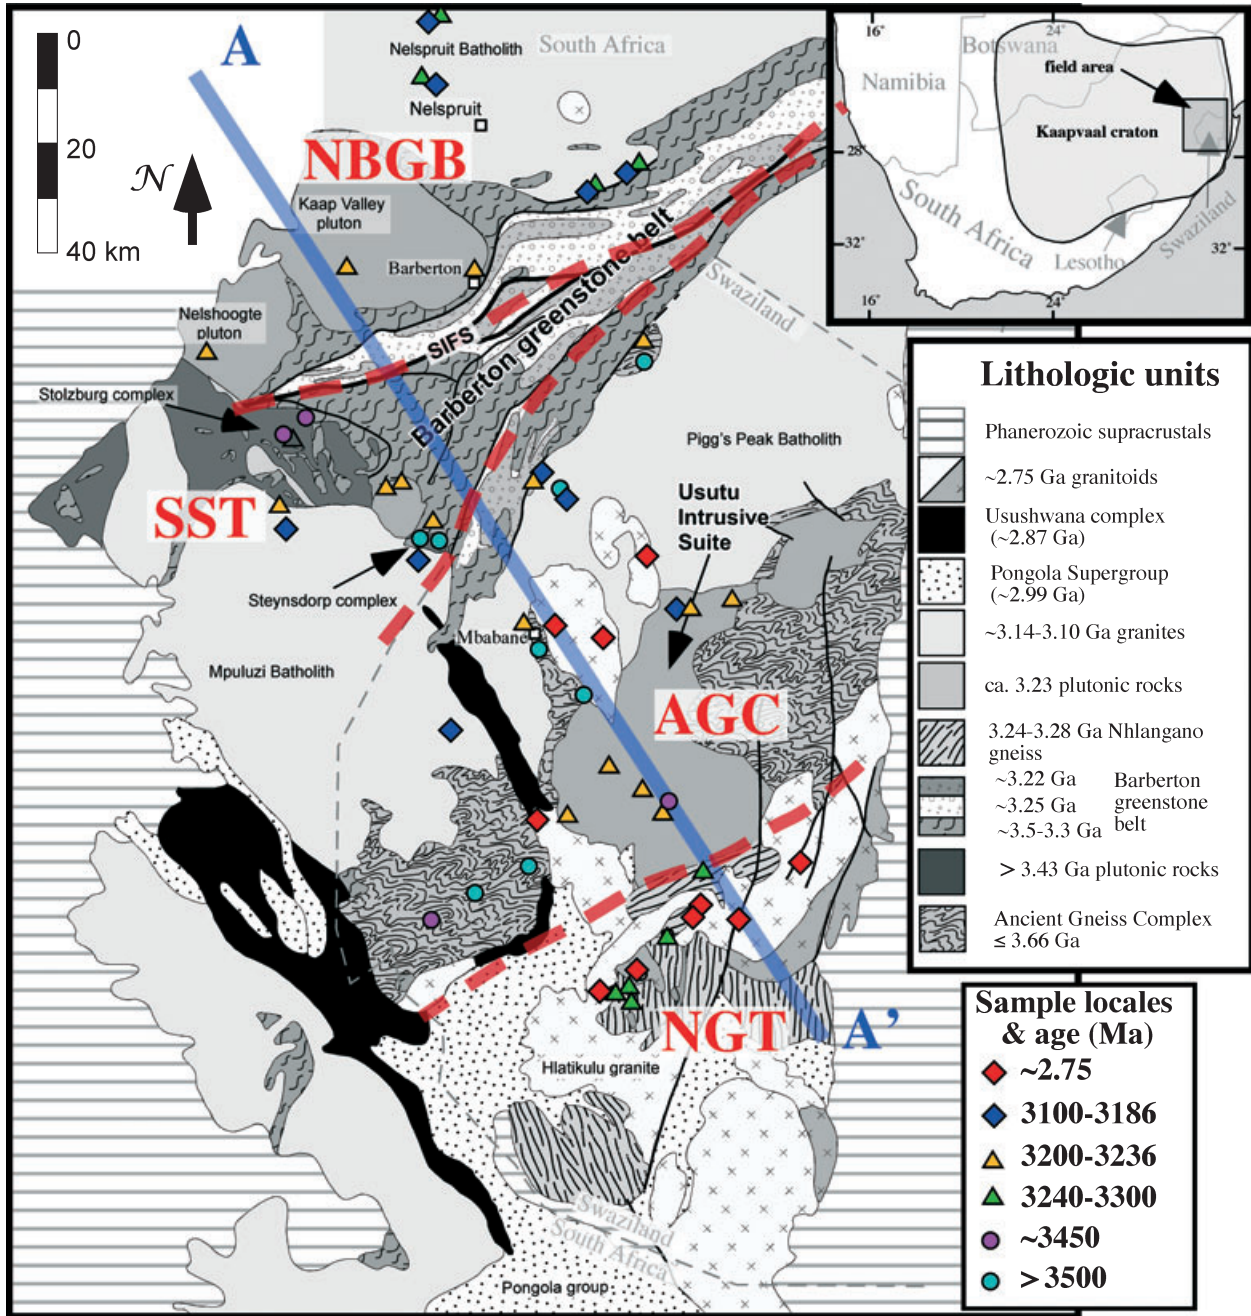 0
20
40 km
N
A
Nelspruit Batholith
South Africa
Nelspruit
NBGB
Kaap Valley
pluton
Barberton
Nelshoogte
pluton
SIFS
Barberton greenstone belt
Swaziland
Stolzburg complex
SST
Steynsdorp complex
Pigg's Peak Batholith
Usutu
Intrusive
Suite
Mbabane
Mpuluzi Batholith
AGC
NGT
A’
Hlatikulu granite
Swaziland
South Africa
Pongola group
16°
24°
Botswana
Namibia
field area
Kaapvaal craton
28°
South Africa
Swaziland
32°
Lesotho
32°
16°
24°
Lithologic units
Phanerozoic supracrustals
~2.75 Ga granitoids
Usushwana complex
(~2.87 Ga)
Pongola Supergroup
(~2.99 Ga)
~3.14-3.10 Ga granites
ca. 3.23 plutonic rocks
3.24-3.28 Ga Nhlangano
gneiss
~3.22 Ga
~3.25 Ga
~3.5-3.3 Ga
Barberton
greenstone
belt
> 3.43 Ga plutonic rocks
Ancient Gneiss Complex
≤ 3.66 Ga
Sample locales
& age (Ma)
~2.75
3100-3186
3200-3236
3240-3300
~3450
> 3500